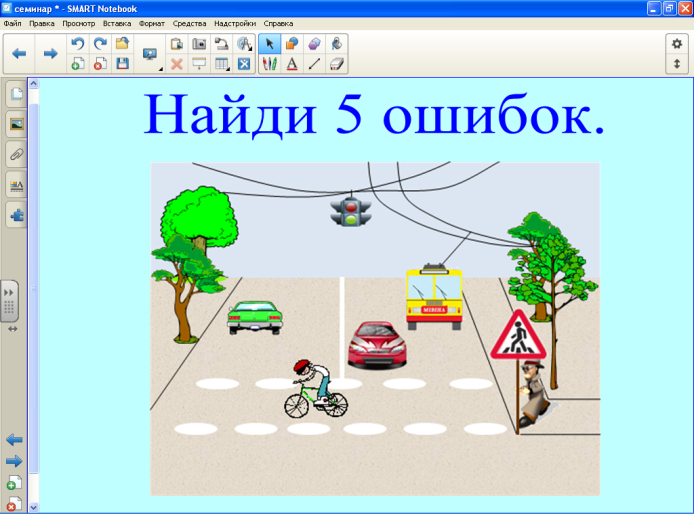 семинар * - SMART Notebook
Файл Правка Просмотр Вставка Формат Средства Надстройки Справка
Найди 5 ошибок.